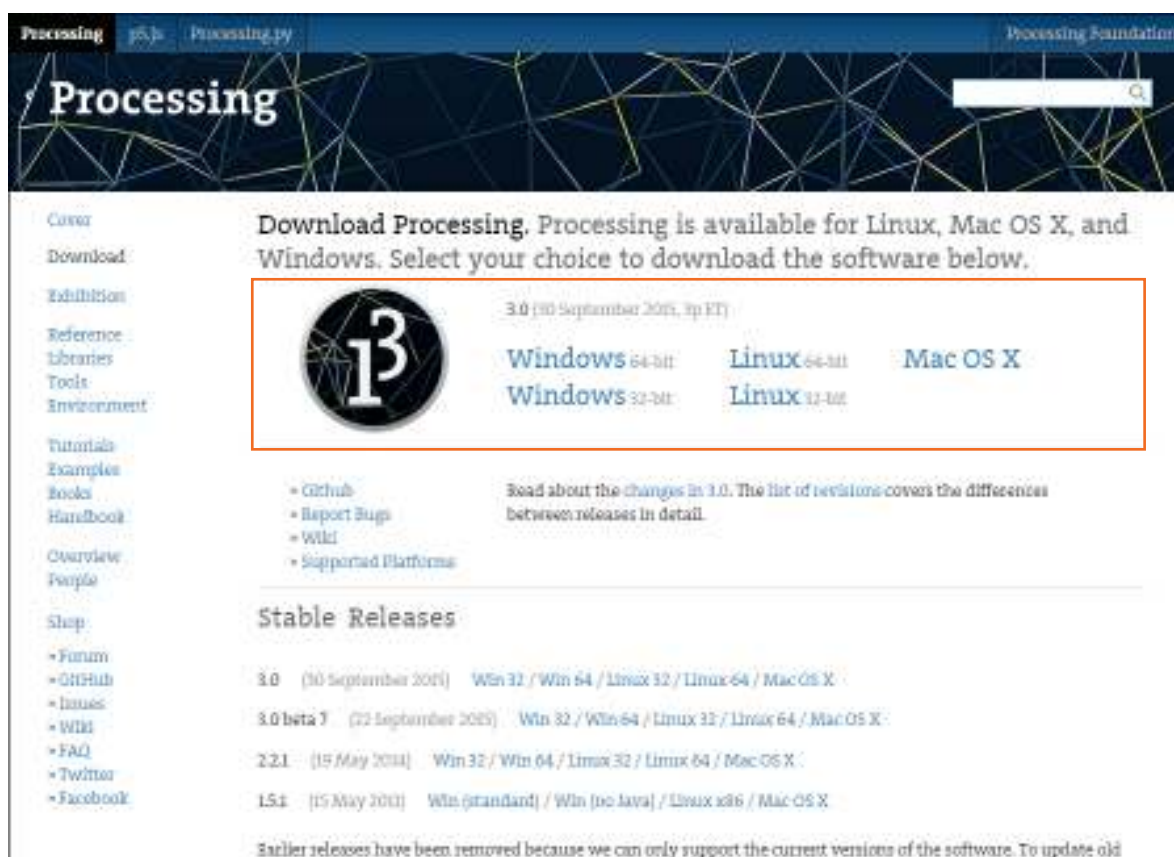 Processing p5.js Processing.py Processing Foundation
Processing
Cover
Download
Exhibition
Reference
Libraries
Tools
Environment
Tutorials
Examples
Books
Handbook
Overview
People
Shop
» Forum
» GitHub
» Issues
» Wiki
» FAQ
» Twitter
» Facebook
Download Processing. Processing is available for Linux, Mac OS X, and
Windows. Select your choice to download the software below.
3
3.0 (30 September 2015, 3p ET)
Windows 64-bit Linux 64-bit Mac OS X
Windows 32-bit Linux 32-bit
» Github
» Report Bugs
» Wiki
» Supported Platforms
Read about the changes in 3.0. The list of revisions covers the differences
between releases in detail.
Stable Releases
3.0 (30 September 2015) Win 32 / Win 64 / Linux 32 / Linux 64 / Mac OS X
3.0 beta 7 (22 September 2015) Win 32 / Win 64 / Linux 32 / Linux 64 / Mac OS X
2.2.1 (19 May 2014) Win 32 / Win 64 / Linux 32 / Linux 64 / Mac OS X
1.5.1 (15 May 2011) Win (standard) / Win (no Java) / Linux x86 / Mac OS X
Earlier releases have been removed because we can only support the current versions of the software. To update old